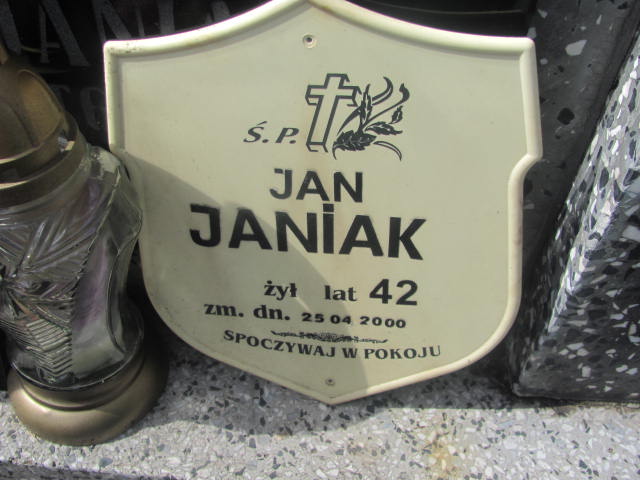 Ś.P.
JAN
JANiAK
żył lat 42
zm. dn. 25 04 2000
SPOCZYWAJ W POKOJU